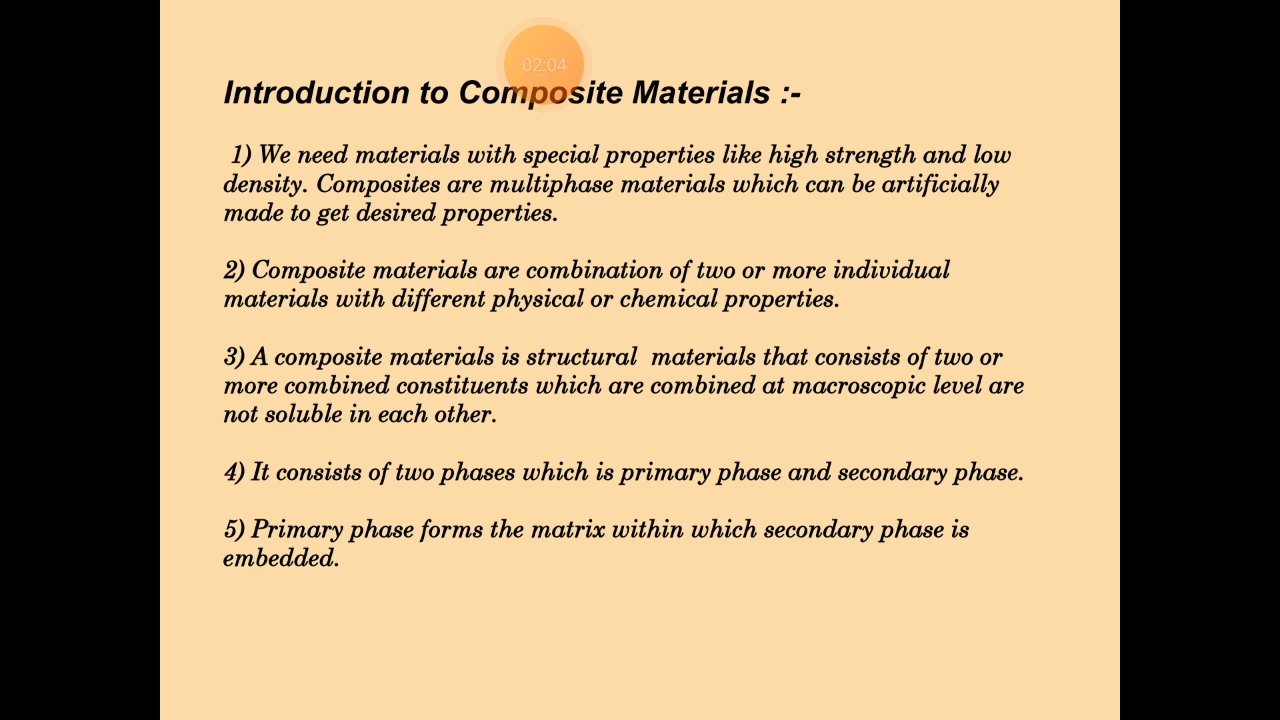 02:04
Introduction to Composite Materials :-
1) We need materials with special properties like high strength and low
density. Composites are multiphase materials which can be artificially
made to get desired properties.
2) Composite materials are combination of two or more individual
materials with different physical or chemical properties.
3) A composite materials is structural  materials that consists of two or
more combined constituents which are combined at macroscopic level are
not soluble in each other.
4) It consists of two phases which is primary phase and secondary phase.
5) Primary phase forms the matrix within which secondary phase is
embedded.